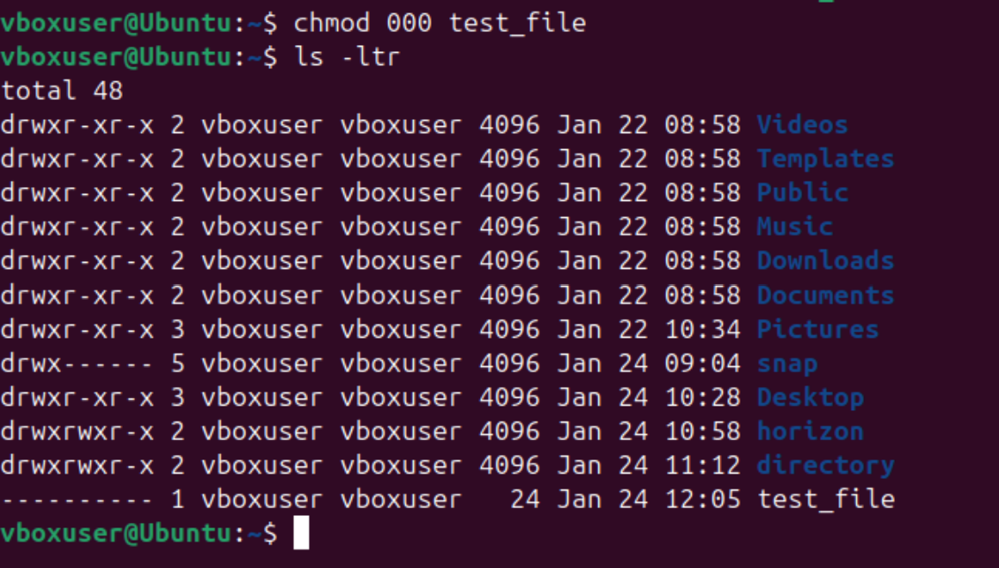 vboxuser@Ubuntu:~$ chmod 000 test_file
vboxuser@Ubuntu:~$ ls -ltr
total 48
drwxr-xr-x 2 vboxuser vboxuser 4096 Jan 22 08:58 Videos
drwxr-xr-x 2 vboxuser vboxuser 4096 Jan 22 08:58 Templates
drwxr-xr-x 2 vboxuser vboxuser 4096 Jan 22 08:58 Public
drwxr-xr-x 2 vboxuser vboxuser 4096 Jan 22 08:58 Music
drwxr-xr-x 2 vboxuser vboxuser 4096 Jan 22 08:58 Downloads
drwxr-xr-x 2 vboxuser vboxuser 4096 Jan 22 08:58 Documents
drwxr-xr-x 3 vboxuser vboxuser 4096 Jan 22 10:34 Pictures
drwx------ 5 vboxuser vboxuser 4096 Jan 24 09:04 snap
drwxr-xr-x 3 vboxuser vboxuser 4096 Jan 24 10:28 Desktop
drwxrwxr-x 2 vboxuser vboxuser 4096 Jan 24 10:58 horizon
drwxrwxr-x 2 vboxuser vboxuser 4096 Jan 24 11:12 directory
---------- 1 vboxuser vboxuser   24 Jan 24 12:05 test_file
vboxuser@Ubuntu:~$